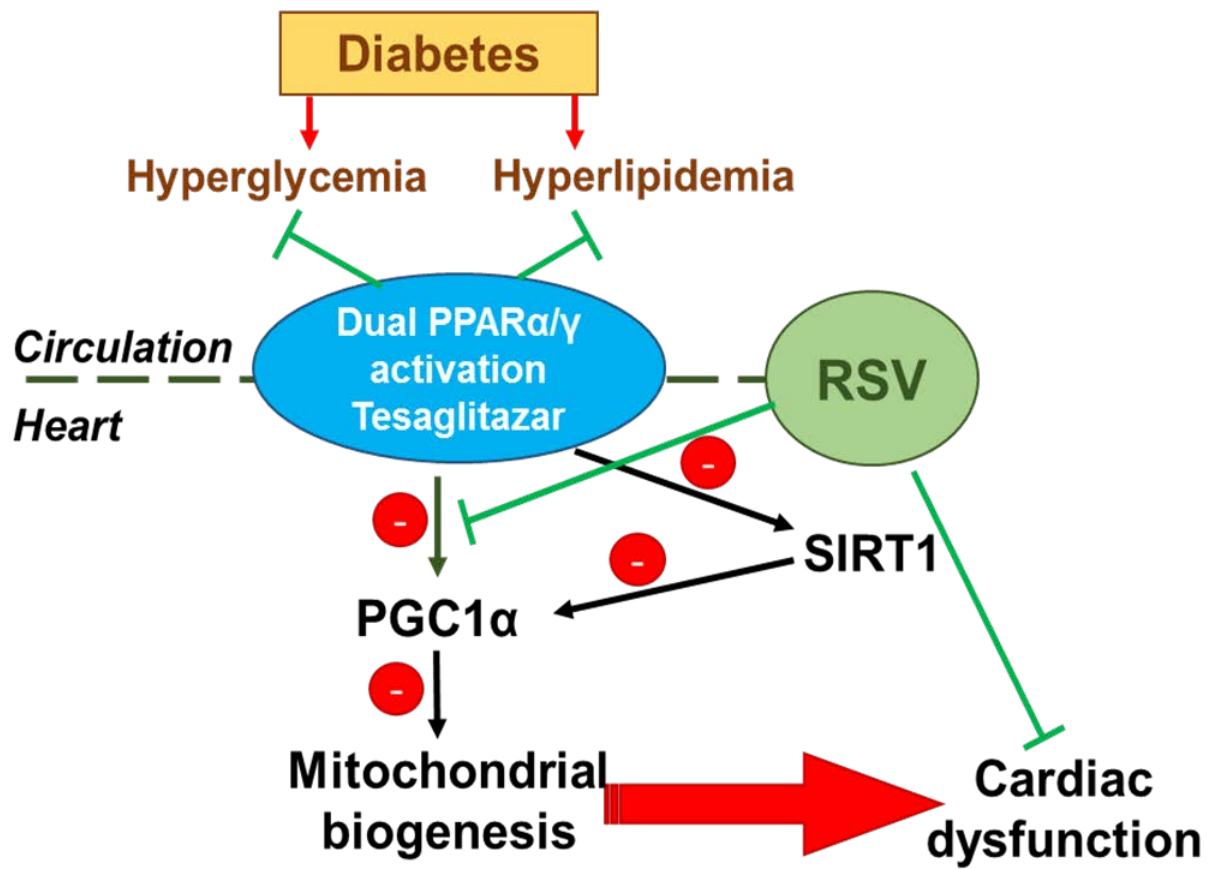 Diabetes
Hyperglycemia
Hyperlipidemia
Dual PPARα/γ
activation
Tesaglitazar
Circulation
Heart
RSV
-
-
-
SIRT1
PGC1α
-
Mitochondrial
biogenesis
Cardiac
dysfunction